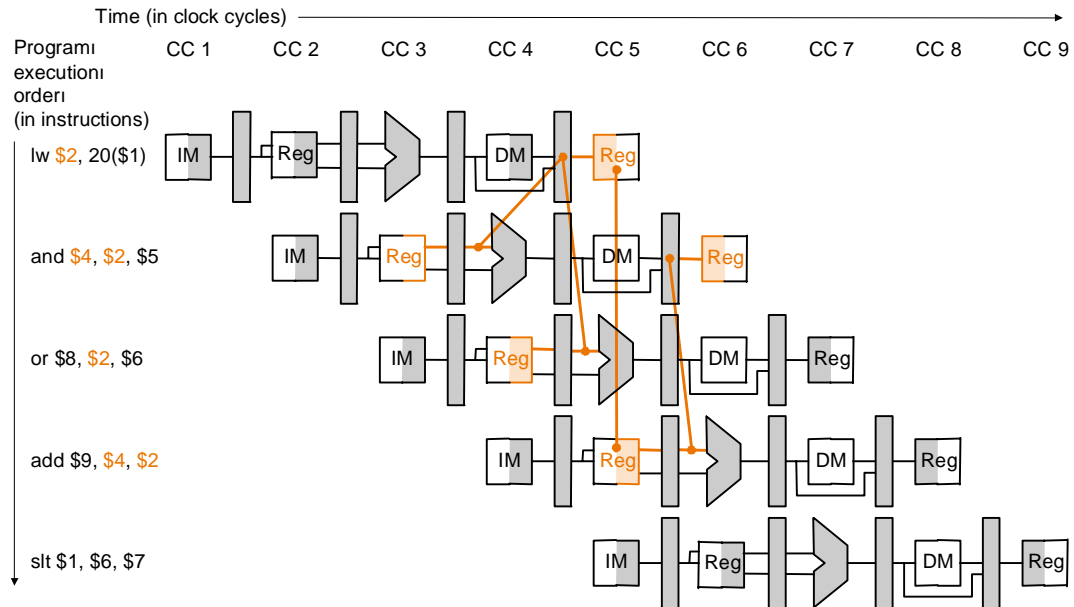 Time (in clock cycles)
Programı
executionı
orderı
(in instructions)
CC 1 CC 2 CC 3 CC 4 CC 5 CC 6 CC 7 CC 8 CC 9
lw $2, 20($1) IM Reg DM Reg
and $4, $2, $5 IM Reg DM Reg
or $8, $2, $6 IM Reg DM Reg
add $9, $4, $2 IM Reg DM Reg
slt $1, $6, $7 IM Reg DM Reg